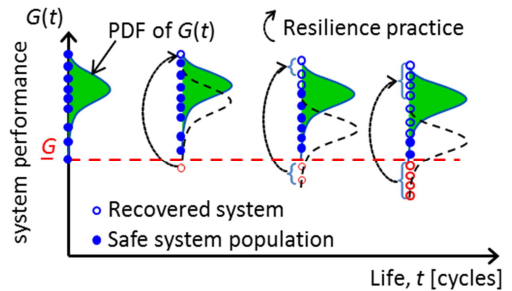 G(t)
PDF of G(t)
Resilience practice
system performance
G
Recovered system
Safe system population
Life, t [cycles]